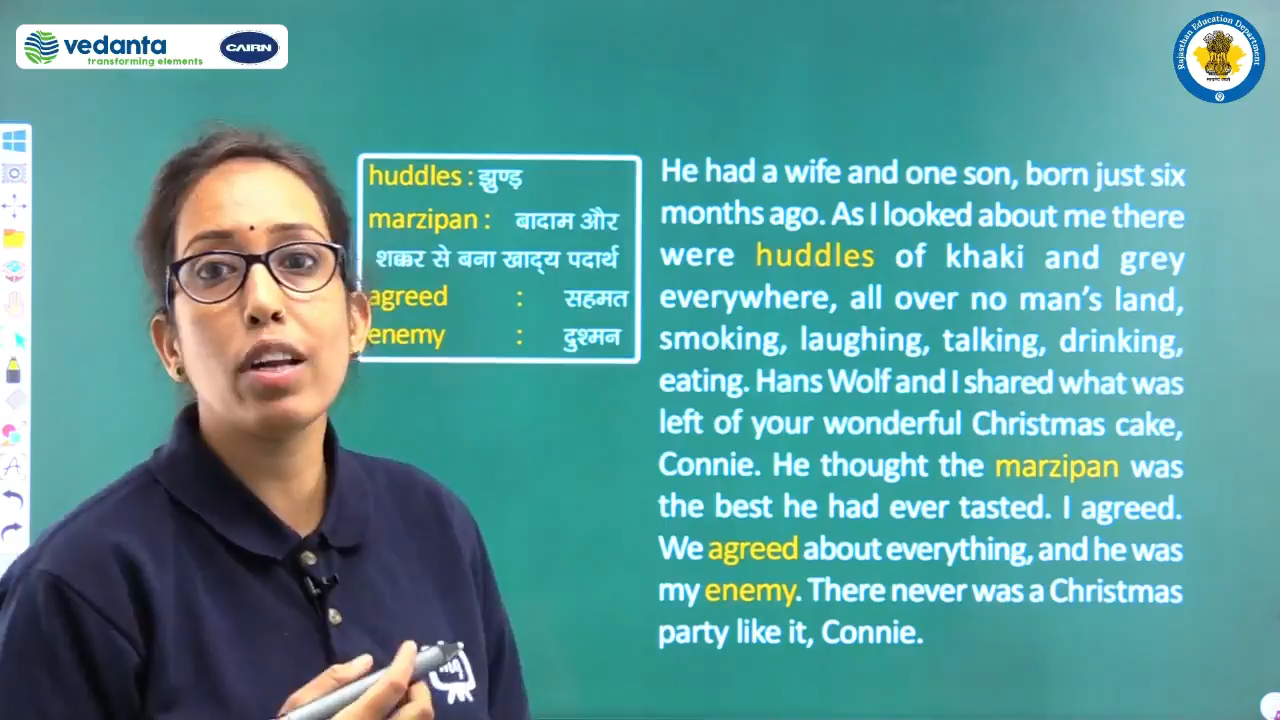 vedanta
transforming elements
CAIRN
Rajasthan Education Department
huddles : झुण्ड़
marzipan : बादाम और
शक्कर से बना खाद्य पदार्थ
agreed : सहमत
enemy : दुश्मन
He had a wife and one son, born just six
months ago. As I looked about me there
were huddles of khaki and grey
everywhere, all over no man's land,
smoking, laughing, talking, drinking,
eating. Hans Wolf and I shared what was
left of your wonderful Christmas cake,
Connie. He thought the marzipan was
the best he had ever tasted. I agreed.
We agreed about everything, and he was
my enemy. There never was a Christmas
party like it, Connie.